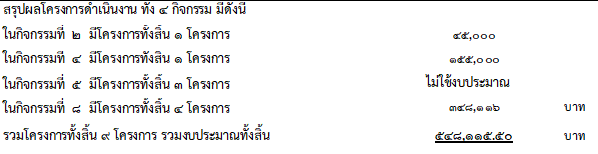 สรุปผลโครงการดำเนินงาน ทั้ง ๔ กิจกรรม มีดังนี้
ในกิจกรรมที่ ๒ มีโครงการทั้งสิ้น ๑ โครงการ ๔๕,๐๐๐
ในกิจกรรมที่ ๔ มีโครงการทั้งสิ้น ๑ โครงการ ๑๕๕,๐๐๐
ในกิจกรรมที่ ๕ มีโครงการทั้งสิ้น ๓ โครงการ ไม่ใช้งบประมาณ
ในกิจกรรมที่ ๘ มีโครงการทั้งสิ้น ๔ โครงการ ๓๔๘,๑๑๖ บาท
รวมโครงการทั้งสิ้น ๙ โครงการ รวมงบประมาณทั้งสิ้น ๕๔๘,๑๑๕.๕๐ บาท